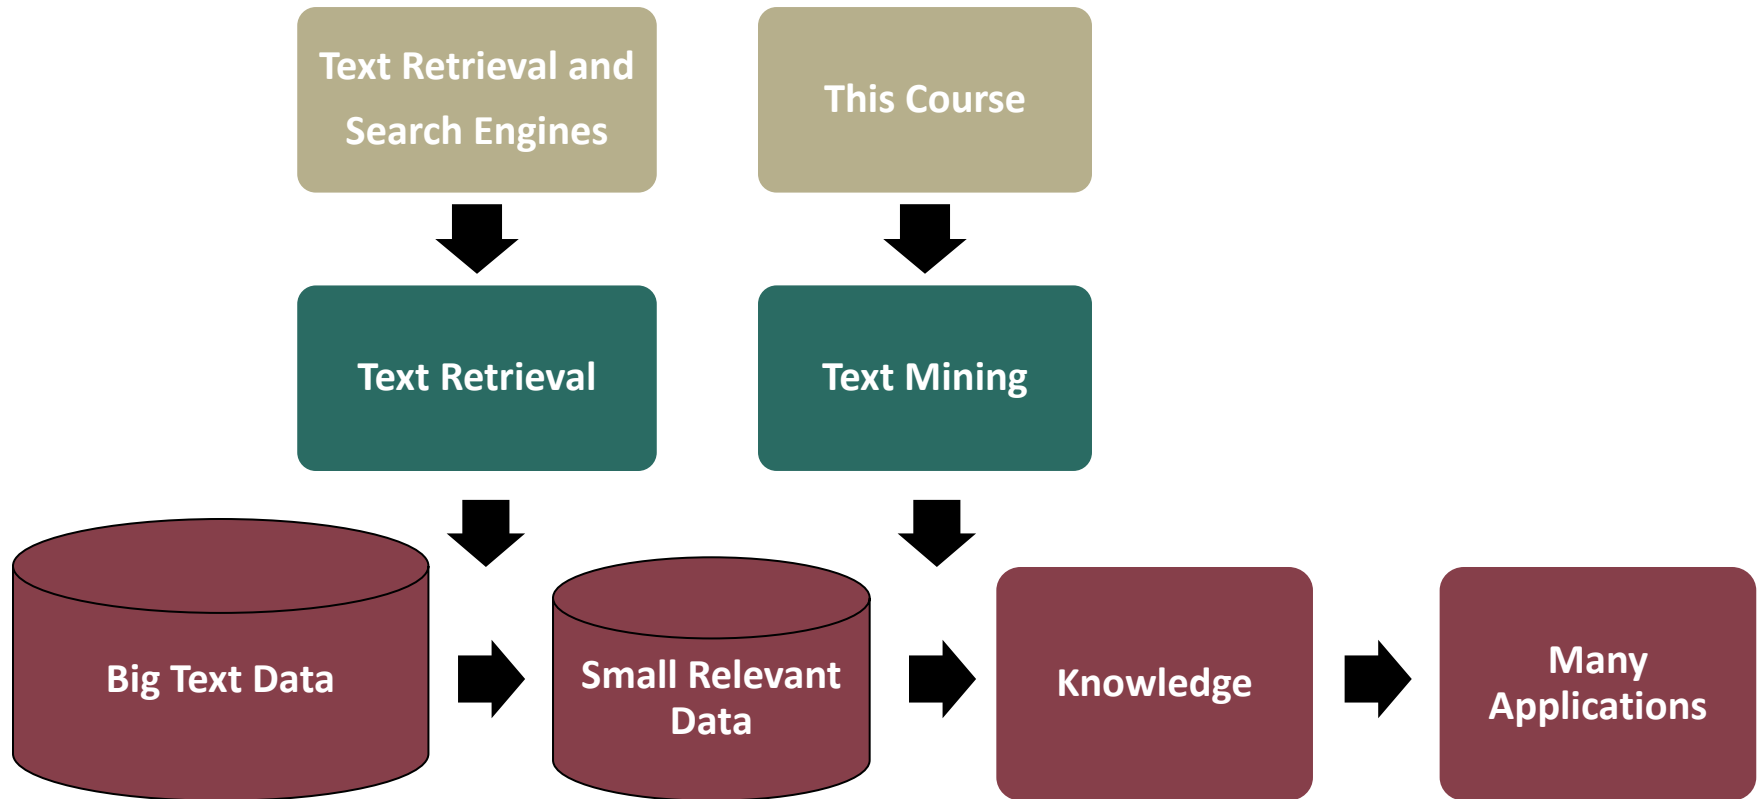 Text Retrieval and
Search Engines
This Course
Text Retrieval
Text Mining
Big Text Data
Small Relevant
Data
Knowledge
Many
Applications